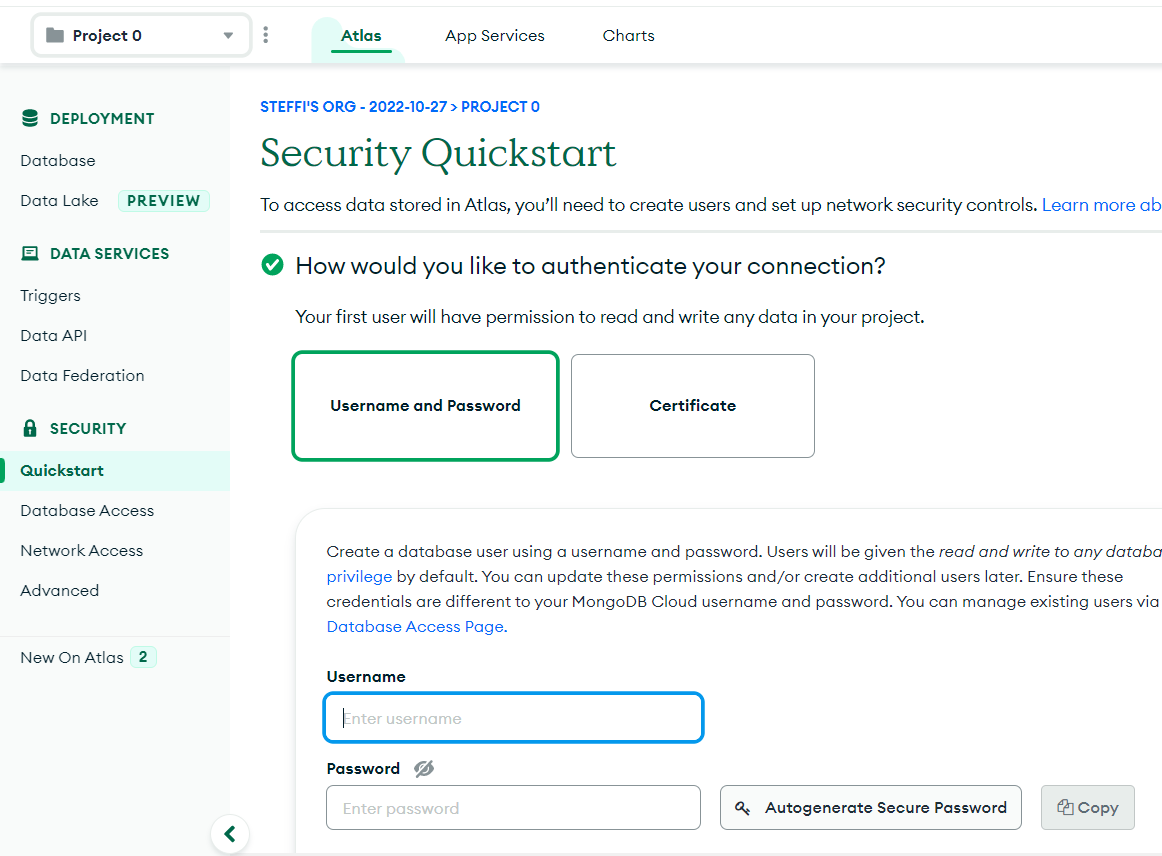 Project 0
Atlas
App Services
Charts
DEPLOYMENT
Database
Data Lake PREVIEW
DATA SERVICES
Triggers
Data API
Data Federation
SECURITY
Quickstart
Database Access
Network Access
Advanced
New On Atlas 2
STEFFI'S ORG - 2022-10-27 > PROJECT 0
Security Quickstart
To access data stored in Atlas, you’ll need to create users and set up network security controls. Learn more ab
How would you like to authenticate your connection?
Your first user will have permission to read and write any data in your project.
Username and Password
Certificate
Create a database user using a username and password. Users will be given the read and write to any databa
privilege by default. You can update these permissions and/or create additional users later. Ensure these
credentials are different to your MongoDB Cloud username and password. You can manage existing users via
Database Access Page.
Username
Enter username
Password
Enter password
Autogenerate Secure Password
Copy